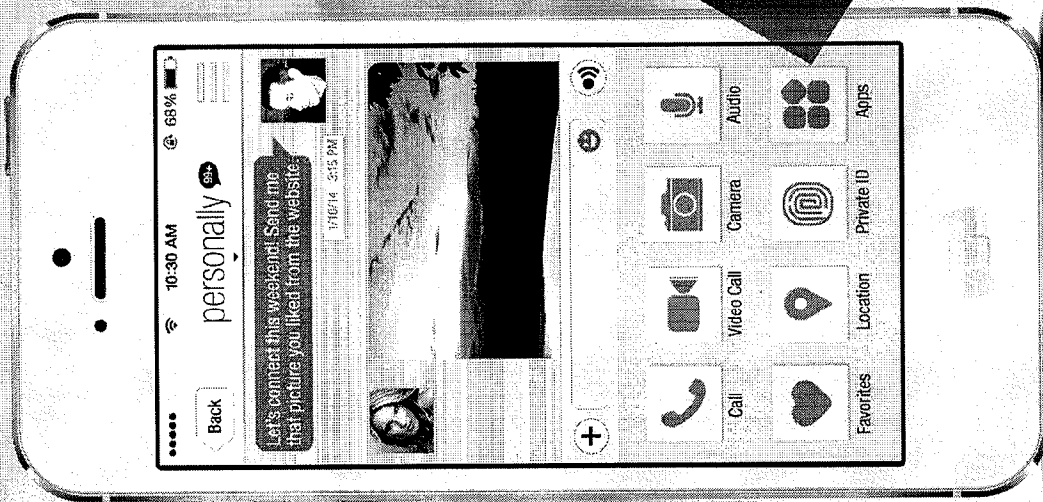 10:30 AM
68%
Back
personally
99+
Let's connect this weekend! Send me
that picture you liked from the website.
1/10/14 3:15 PM
Call
Video Call
Camera
Audio
Favorites
Location
Private ID
Apps